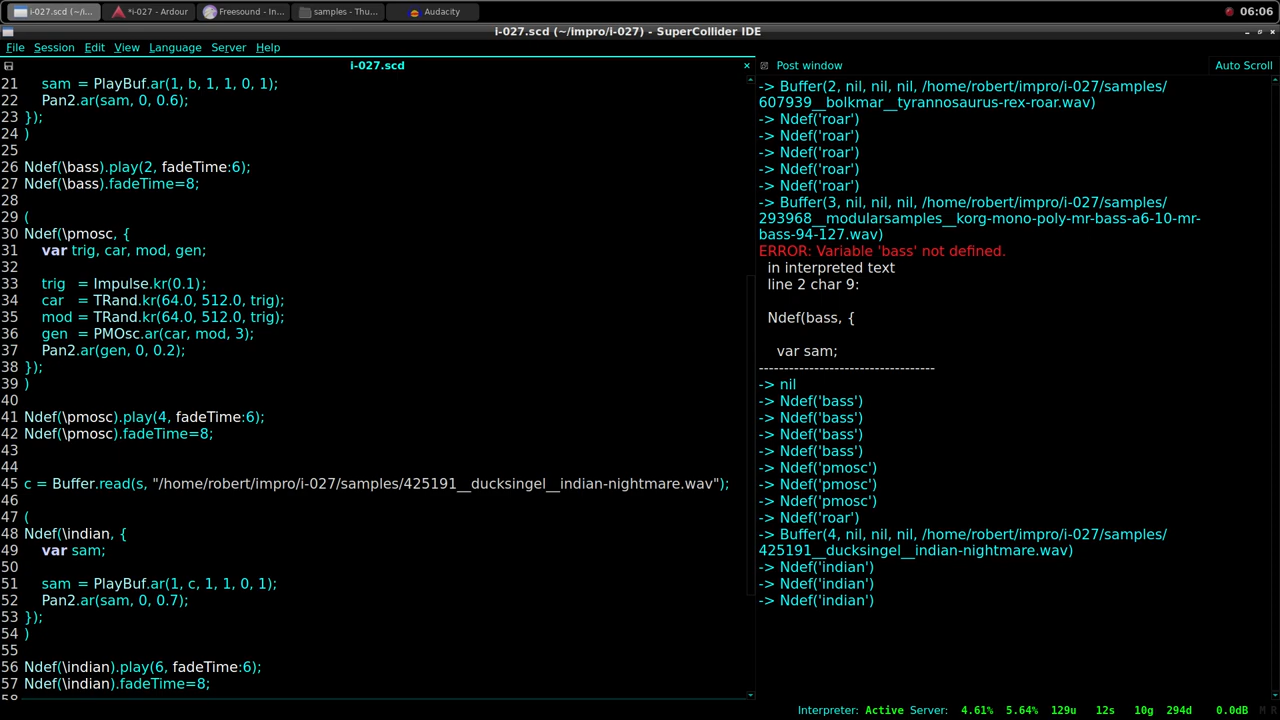 i-027.scd (~/i...
*i-027 - Ardour
Freesound - In...
samples - Thu...
Audacity
06:06
i-027.scd (~/impro/i-027) - SuperCollider IDE
File Session Edit View Language Server Help
i-027.scd
21 sam = PlayBuf.ar(1, b, 1, 1, 0, 1);
22 Pan2.ar(sam, 0, 0.6);
23 });
24 )
25
26 Ndef(\bass).play(2, fadeTime:6);
27 Ndef(\bass).fadeTime=8;
28
29 (
30 Ndef(\pmosc, {
31 var trig, car, mod, gen;
32
33 trig = Impulse.kr(0.1);
34 car = TRand.kr(64.0, 512.0, trig);
35 mod = TRand.kr(64.0, 512.0, trig);
36 gen = PMOsc.ar(car, mod, 3);
37 Pan2.ar(gen, 0, 0.2);
38 });
39 )
40
41 Ndef(\pmosc).play(4, fadeTime:6);
42 Ndef(\pmosc).fadeTime=8;
43
44
45 c = Buffer.read(s, "/home/robert/impro/i-027/samples/425191__ducksingel__indian-nightmare.wav");
46
47 (
48 Ndef(\indian, {
49 var sam;
50
51 sam = PlayBuf.ar(1, c, 1, 1, 0, 1);
52 Pan2.ar(sam, 0, 0.7);
53 });
54 )
55
56 Ndef(\indian).play(6, fadeTime:6);
57 Ndef(\indian).fadeTime=8;
58
Post window
Auto Scroll
-> Buffer(2, nil, nil, nil, /home/robert/impro/i-027/samples/
607939__bolkmar__tyrannosaurus-rex-roar.wav)
-> Ndef('roar')
-> Ndef('roar')
-> Ndef('roar')
-> Ndef('roar')
-> Ndef('roar')
-> Buffer(3, nil, nil, nil, /home/robert/impro/i-027/samples/
293968__modularsamples__korg-mono-poly-mr-bass-a6-10-mr-
bass-94-127.wav)
ERROR: Variable 'bass' not defined.
in interpreted text
line 2 char 9:
Ndef(bass, {
var sam;
-----------------------------------
-> nil
-> Ndef('bass')
-> Ndef('bass')
-> Ndef('bass')
-> Ndef('bass')
-> Ndef('pmosc')
-> Ndef('pmosc')
-> Ndef('pmosc')
-> Ndef('roar')
-> Buffer(4, nil, nil, nil, /home/robert/impro/i-027/samples/
425191__ducksingel__indian-nightmare.wav)
-> Ndef('indian')
-> Ndef('indian')
-> Ndef('indian')
Interpreter: Active Server: 4.61% 5.64% 129u 12s 10g 294d 0.0dB M R